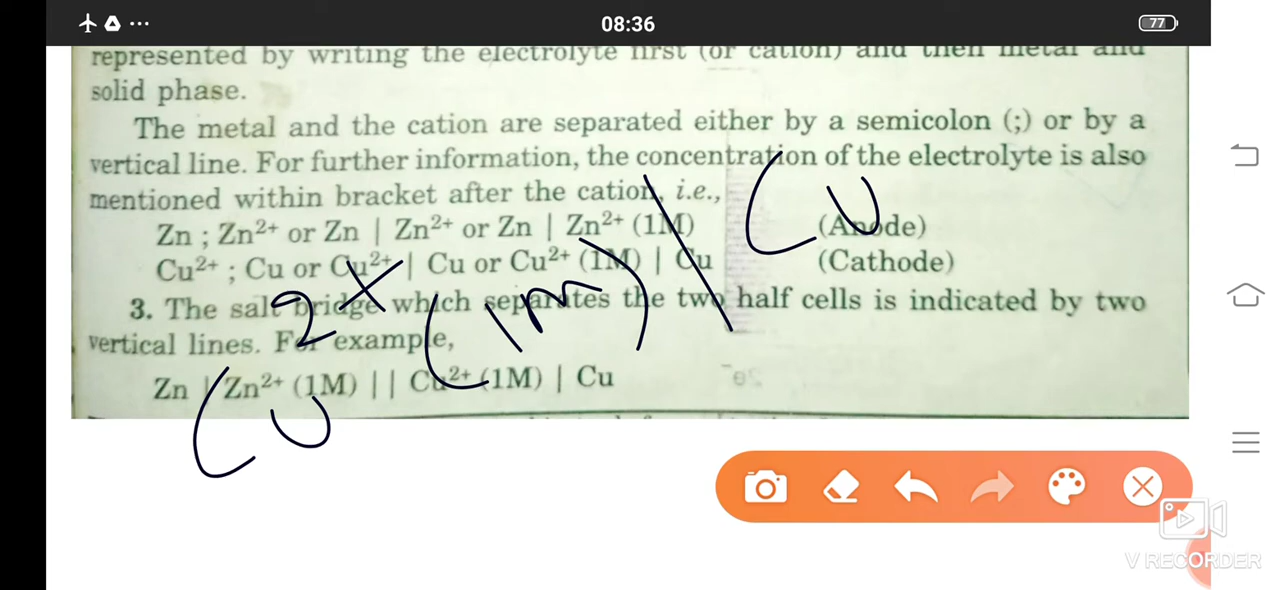 08:36
77
represented by writing the electrolyte first (or cation) and then metal and
solid phase.
The metal and the cation are separated either by a semicolon (;) or by a
vertical line. For further information, the concentration of the electrolyte is also
mentioned within bracket after the cation, i.e.,
Zn ; Zn²⁺ or Zn | Zn²⁺ or Zn | Zn²⁺ (1M) (Anode)
Cu²⁺ ; Cu or Cu²⁺ | Cu or Cu²⁺ (1M) | Cu (Cathode)
3. The salt bridge which separates the two half cells is indicated by two
vertical lines. For example,
Zn | Zn²⁺ (1M) | | Cu²⁺ (1M) | Cu
Cu²⁺ (1M) | Cu
V RECORDER